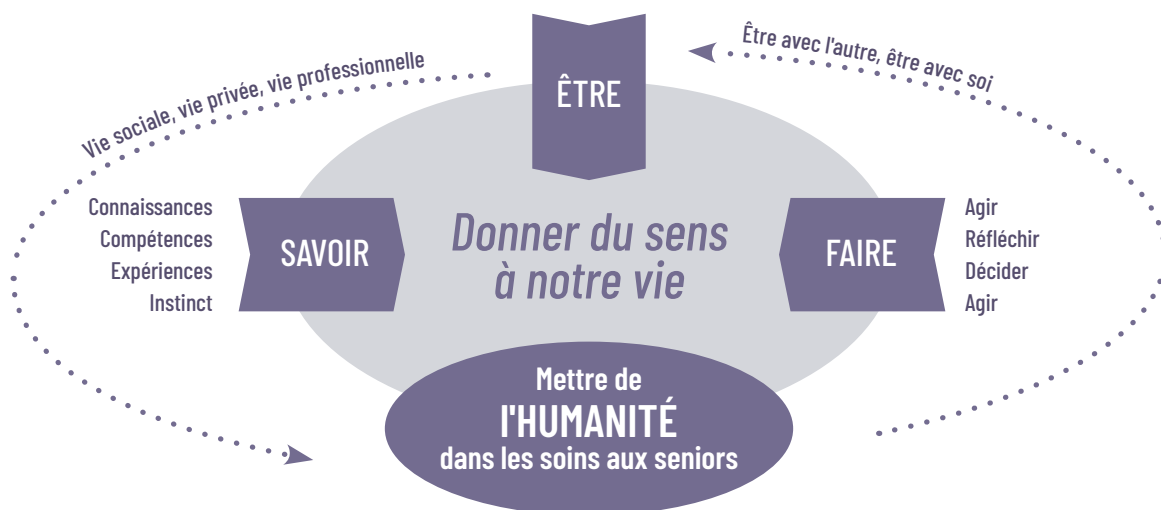 Être avec l'autre, être avec soi
Vie sociale, vie privée, vie professionnelle
ÊTRE
Connaissances
Compétences
Expériences
Instinct
SAVOIR
Donner du sens
à notre vie
FAIRE
Agir
Réfléchir
Décider
Agir
Mettre de
l'HUMANITÉ
dans les soins aux seniors